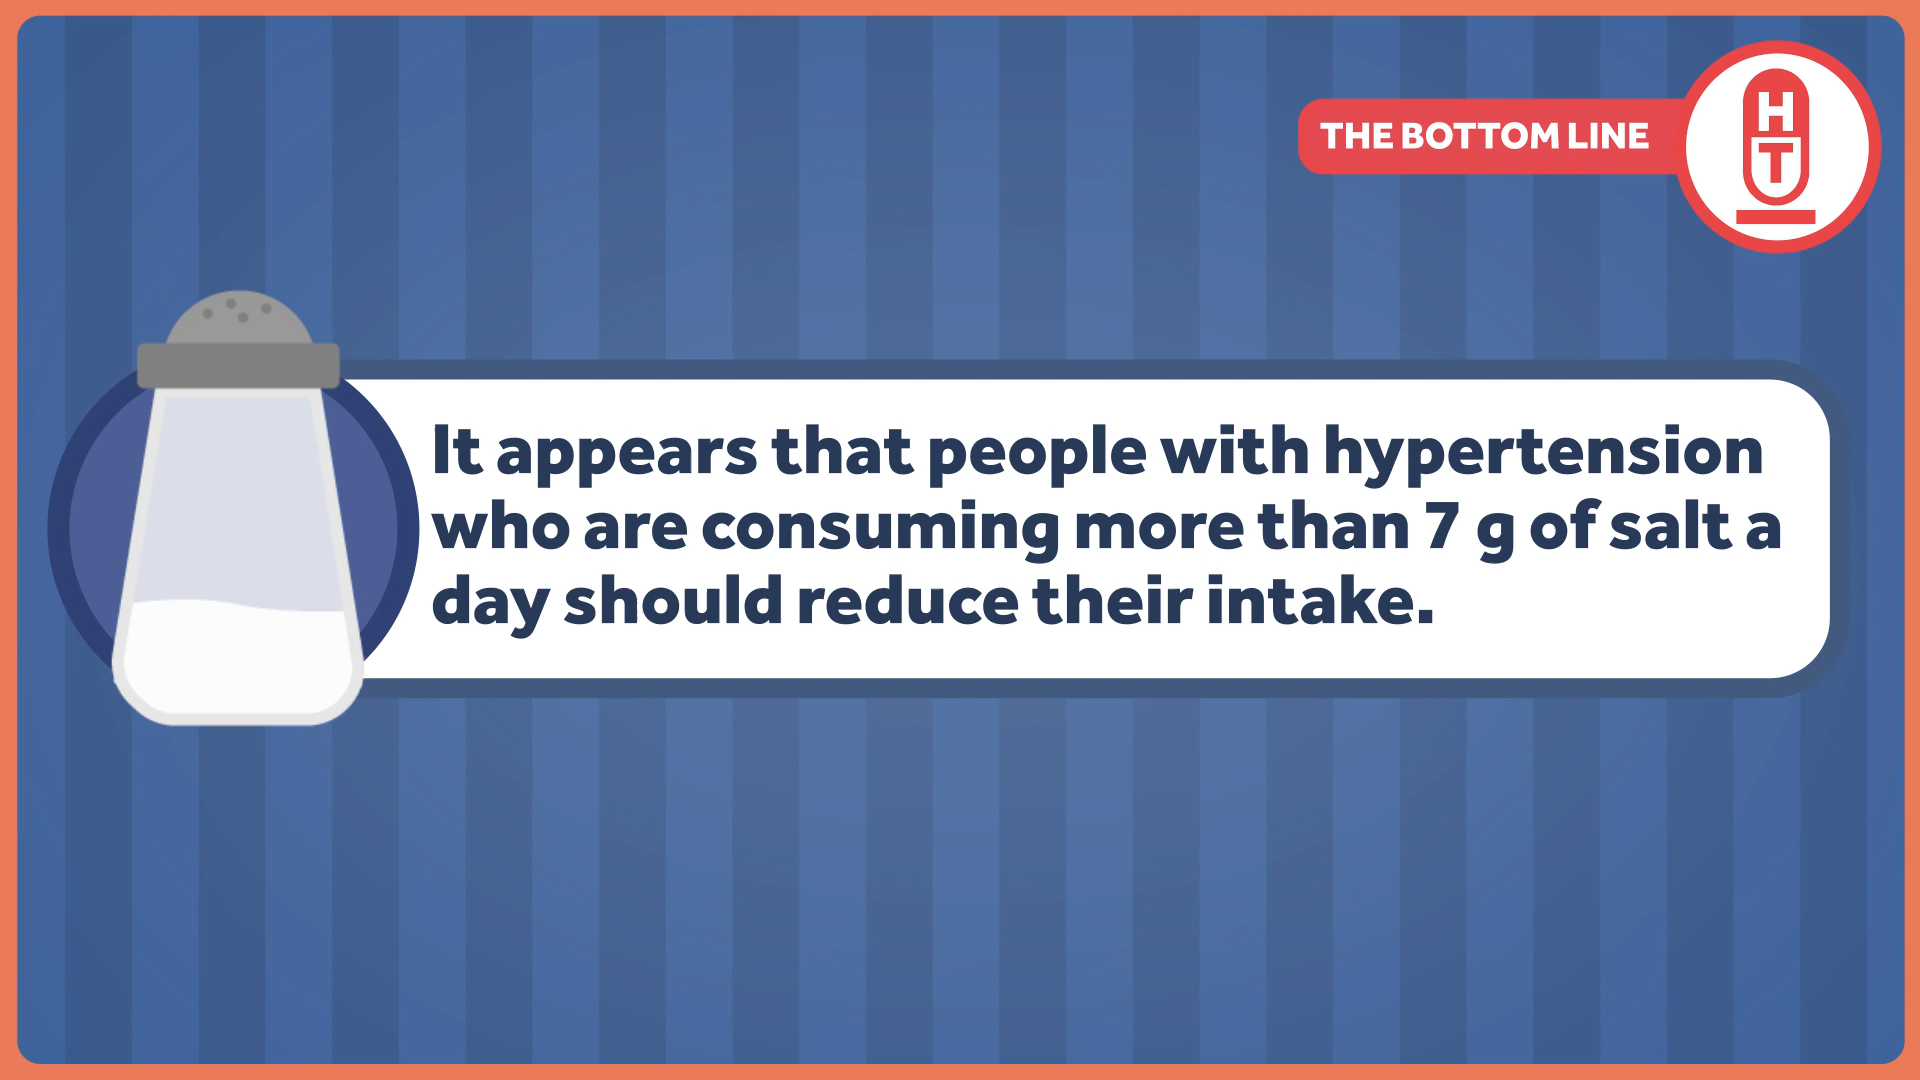 THE BOTTOM LINE
H
T
It appears that people with hypertension
who are consuming more than 7 g of salt a
day should reduce their intake.